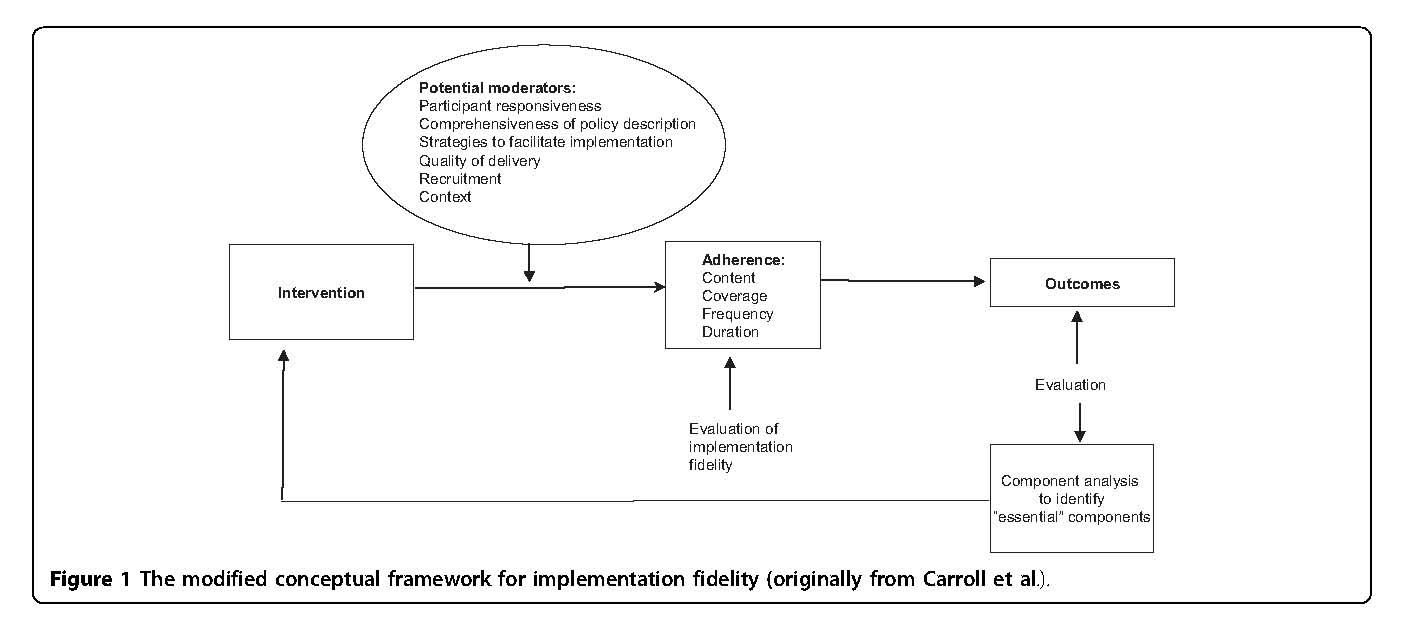 Potential moderators:
Participant responsiveness
Comprehensiveness of policy description
Strategies to facilitate implementation
Quality of delivery
Recruitment
Context
Intervention
Adherence:
Content
Coverage
Frequency
Duration
Outcomes
Evaluation of
implementation
fidelity
Evaluation
Component analysis
to identify
"essential" components
Figure 1 The modified conceptual framework for implementation fidelity (originally from Carroll et al.).